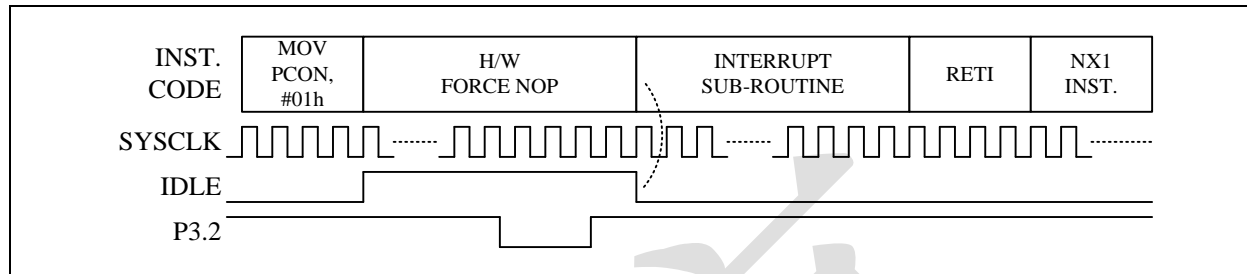 INST.
CODE
MOV
PCON,
#01h
H/W
FORCE NOP
INTERRUPT
SUB-ROUTINE
RETI
NX1
INST.
SYSCLK
IDLE
P3.2